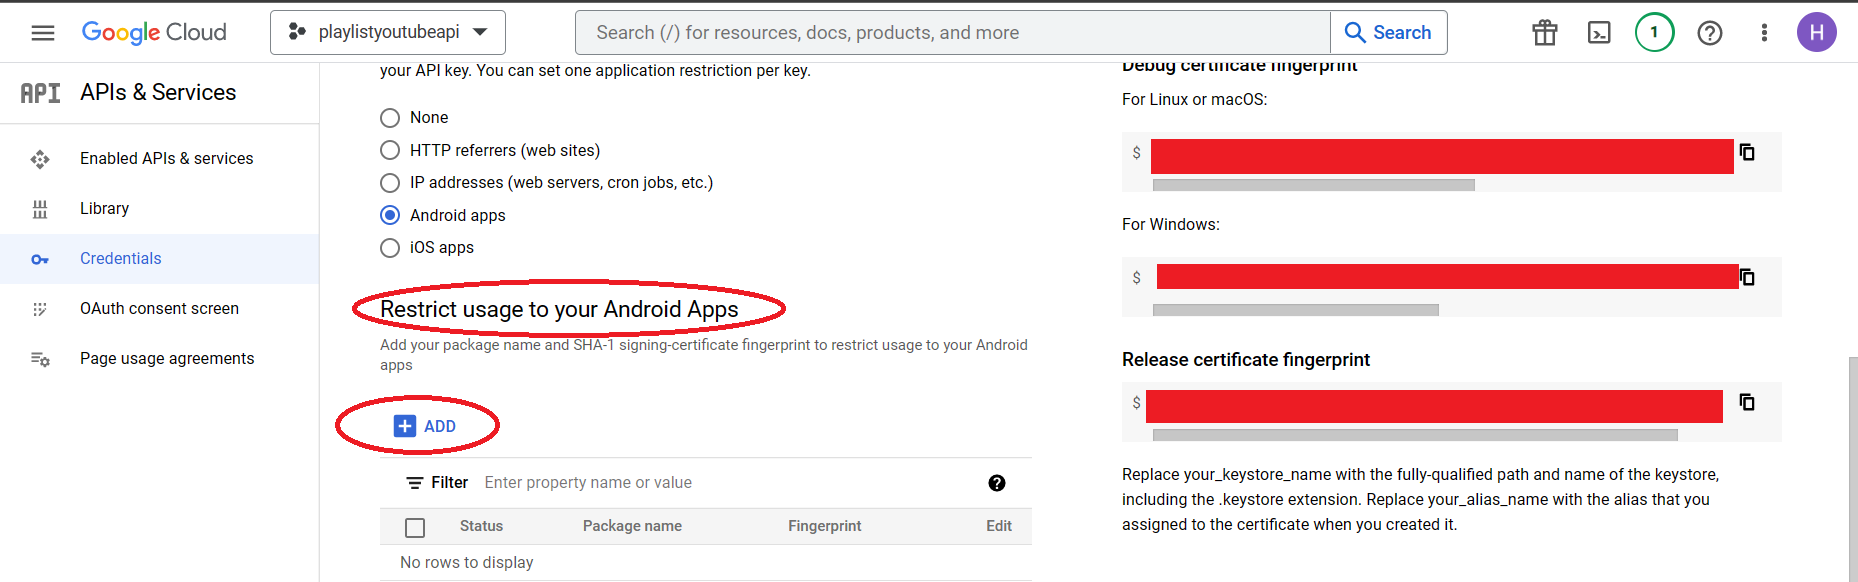 Google Cloud
playlistyoutubeapi
Search (/) for resources, docs, products, and more
Search
1
H
API
APIs & Services
Enabled APIs & services
Library
Credentials
OAuth consent screen
Page usage agreements
your API key. You can set one application restriction per key.
None
HTTP referrers (web sites)
IP addresses (web servers, cron jobs, etc.)
Android apps
iOS apps
Restrict usage to your Android Apps
Add your package name and SHA-1 signing-certificate fingerprint to restrict usage to your Android
apps
ADD
Filter Enter property name or value
Status Package name Fingerprint Edit
No rows to display
Debug certificate fingerprint
For Linux or macOS:
$
For Windows:
$
Release certificate fingerprint
$
Replace your_keystore_name with the fully-qualified path and name of the keystore,
including the .keystore extension. Replace your_alias_name with the alias that you
assigned to the certificate when you created it.